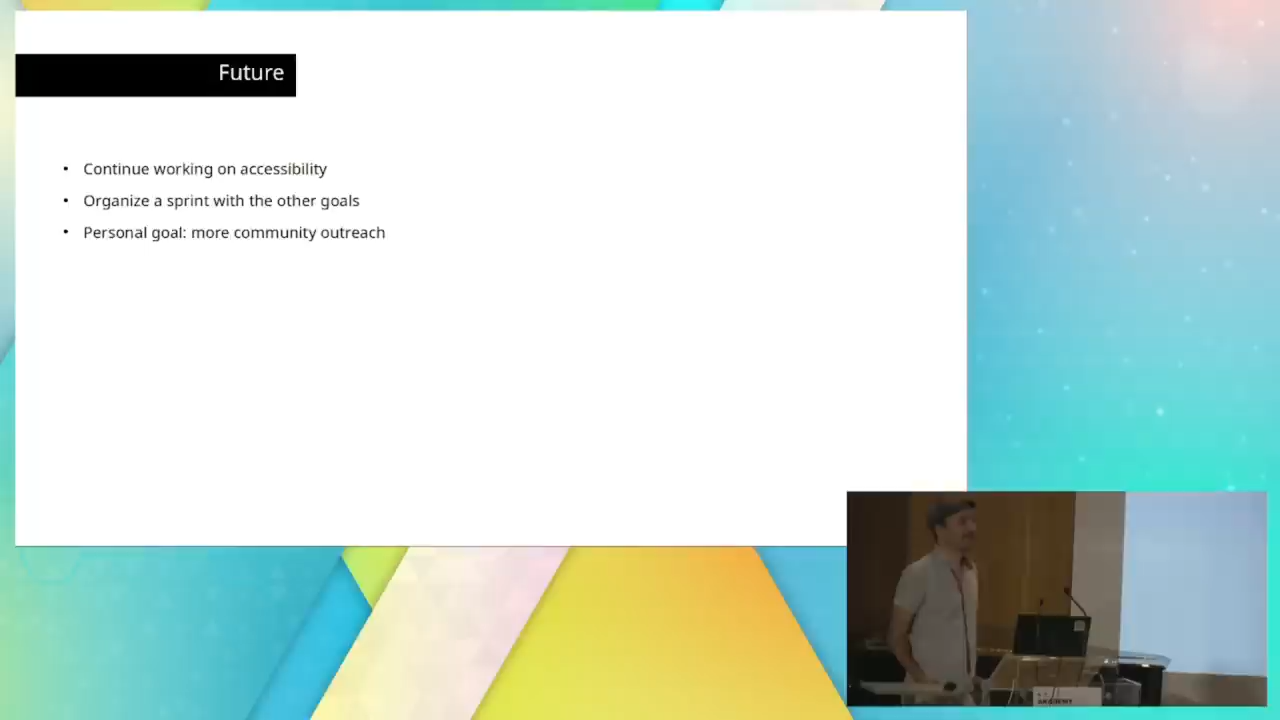 Future
• Continue working on accessibility
• Organize a sprint with the other goals
• Personal goal: more community outreach